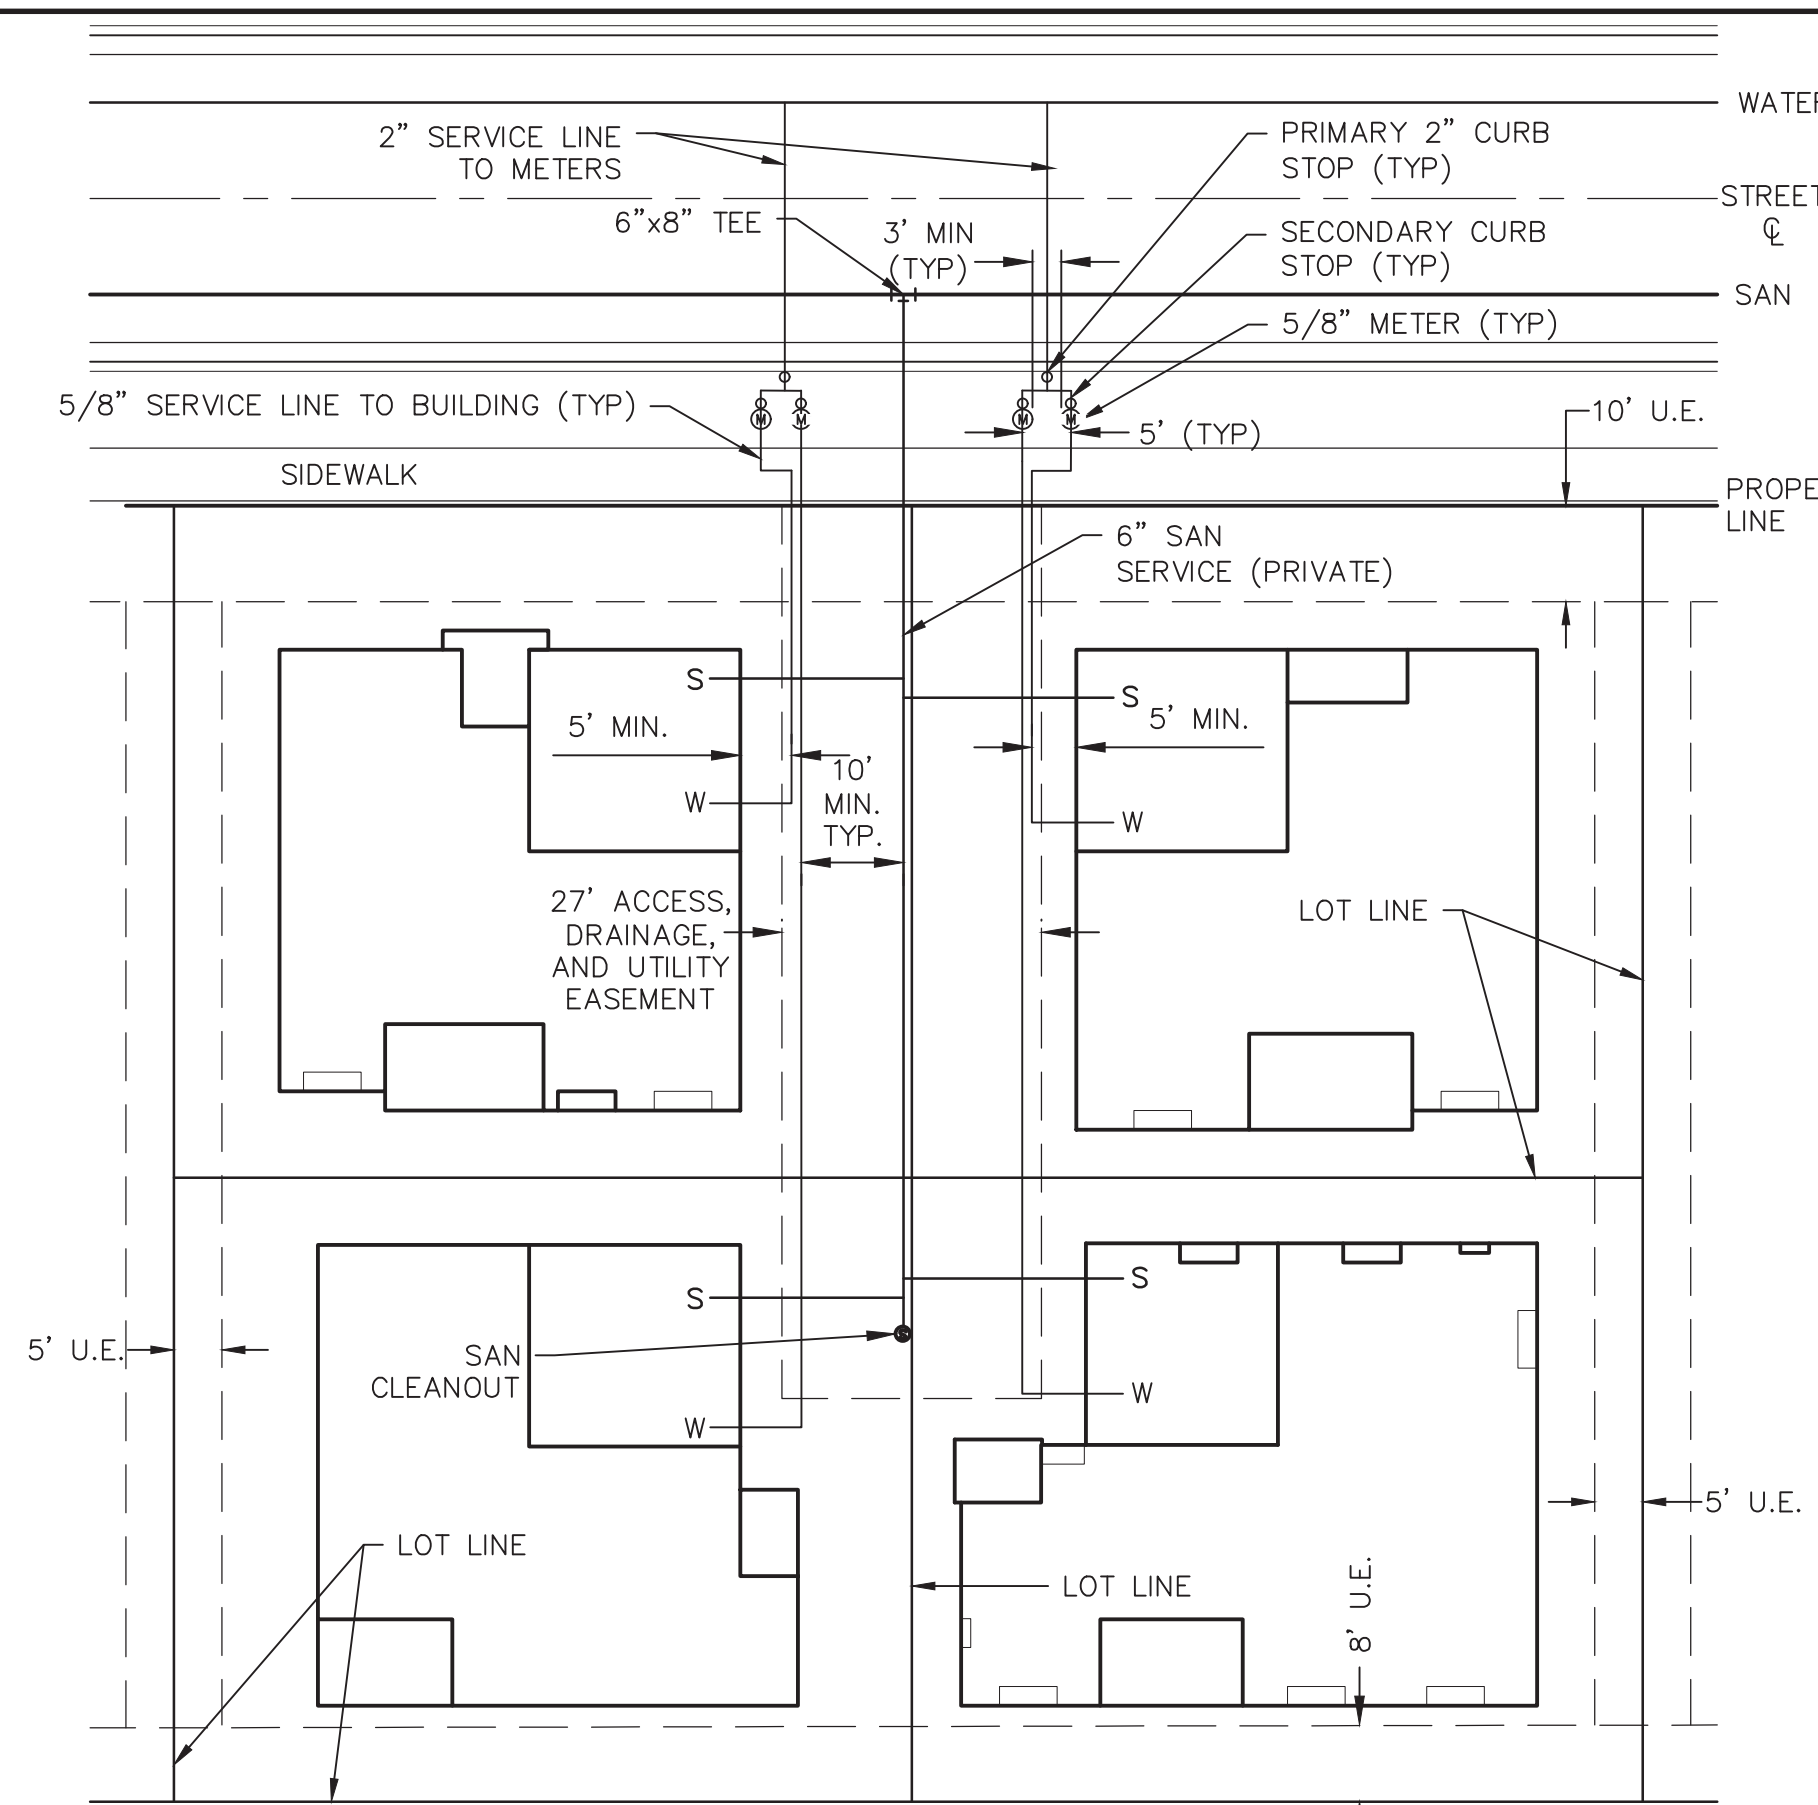 WATER
2” SERVICE LINE
TO METERS
PRIMARY 2” CURB
STOP (TYP)
STREET
℄
6”x8” TEE
3’ MIN
(TYP)
SECONDARY CURB
STOP (TYP)
SAN
5/8” METER (TYP)
5/8” SERVICE LINE TO BUILDING (TYP)
M
M
M
M
10’ U.E.
5’ (TYP)
SIDEWALK
PROPE
LINE
6” SAN
SERVICE (PRIVATE)
S
S
5’ MIN.
5’ MIN.
10’
MIN.
TYP.
W
W
27’ ACCESS,
DRAINAGE,
AND UTILITY
EASEMENT
LOT LINE
S
S
5’ U.E.
SAN
CLEANOUT
S
W
W
5’ U.E.
LOT LINE
LOT LINE
8’ U.E.